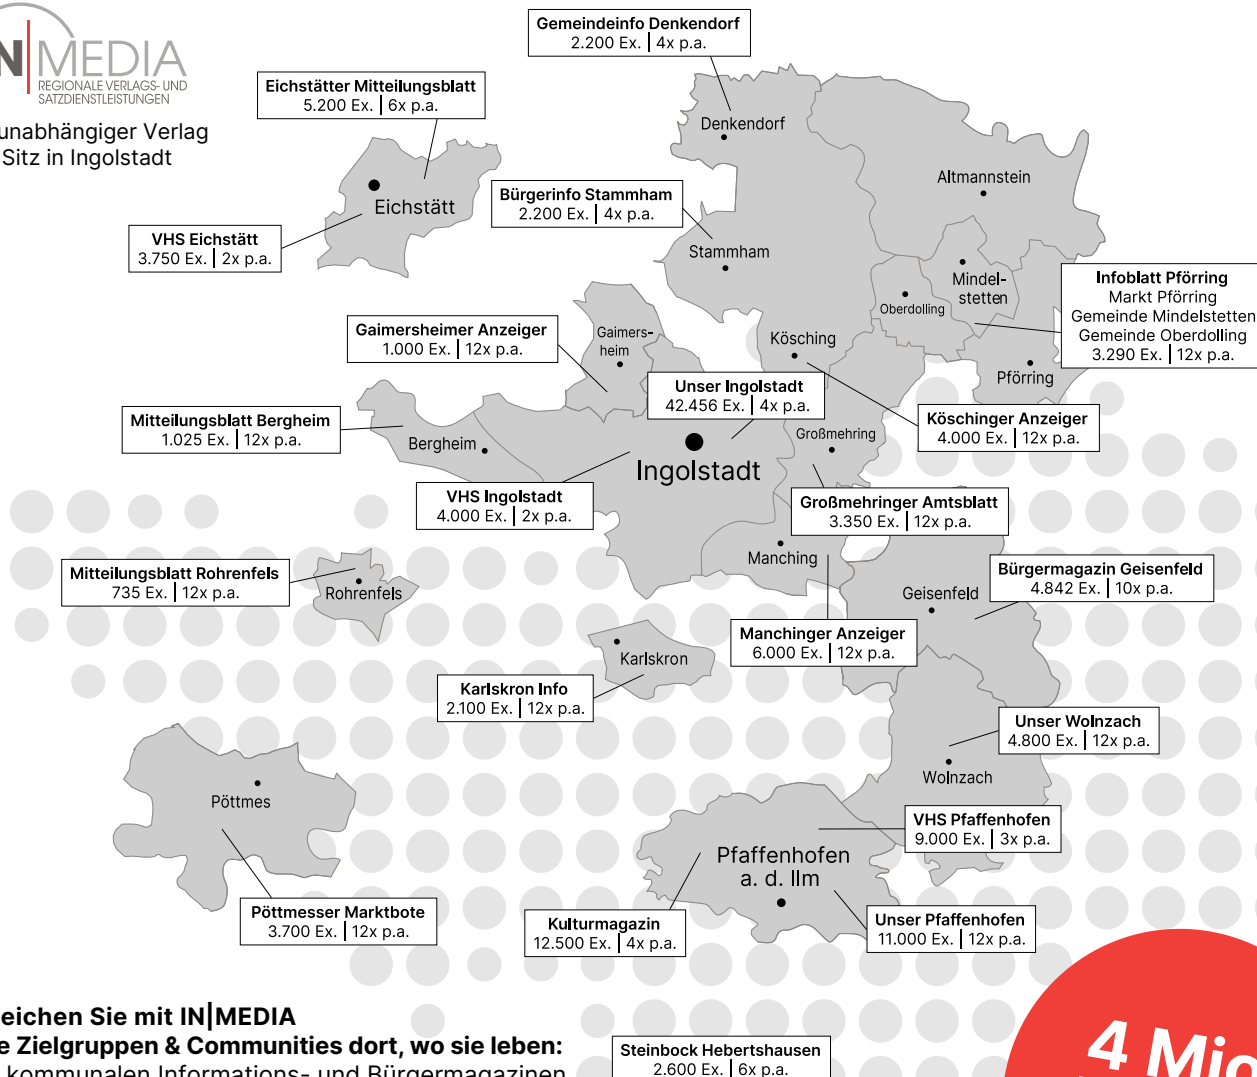 N|MEDIA
REGIONALE VERLAGS- UND
SATZDIENSTLEISTUNGEN
unabhängiger Verlag
Sitz in Ingolstadt
Gemeindeinfo Denkendorf
2.200 Ex. | 4x p.a.
Eichstätter Mitteilungsblatt
5.200 Ex. | 6x p.a.
Denkendorf
Altmannstein
Eichstätt
Bürgerinfo Stammham
2.200 Ex. | 4x p.a.
VHS Eichstätt
3.750 Ex. | 2x p.a.
Stammham
Mindel-
stetten
Oberdolling
Infoblatt Pförring
Markt Pförring
Gemeinde Mindelstetten
Gemeinde Oberdolling
3.290 Ex. | 12x p.a.
Gaimersheimer Anzeiger
1.000 Ex. | 12x p.a.
Gaimers-
heim
Kösching
Pförring
Unser Ingolstadt
42.456 Ex. | 4x p.a.
Mitteilungsblatt Bergheim
1.025 Ex. | 12x p.a.
Bergheim
Großmehring
Köschinger Anzeiger
4.000 Ex. | 12x p.a.
Ingolstadt
VHS Ingolstadt
4.000 Ex. | 2x p.a.
Großmehringer Amtsblatt
3.350 Ex. | 12x p.a.
Manching
Mitteilungsblatt Rohrenfels
735 Ex. | 12x p.a.
Rohrenfels
Geisenfeld
Bürgermagazin Geisenfeld
4.842 Ex. | 10x p.a.
Manchinger Anzeiger
6.000 Ex. | 12x p.a.
Karlskron
Karlskron Info
2.100 Ex. | 12x p.a.
Unser Wolnzach
4.800 Ex. | 12x p.a.
Wolnzach
Pöttmes
VHS Pfaffenhofen
9.000 Ex. | 3x p.a.
Pfaffenhofen
a. d. Ilm
Pöttmesser Marktbote
3.700 Ex. | 12x p.a.
Kulturmagazin
12.500 Ex. | 4x p.a.
Unser Pfaffenhofen
11.000 Ex. | 12x p.a.
eichen Sie mit IN|MEDIA
e Zielgruppen & Communities dort, wo sie leben:
kommunalen Informations- und Bürgermagazinen
Steinbock Hebertshausen
2.600 Ex. | 6x p.a.
4 Mio